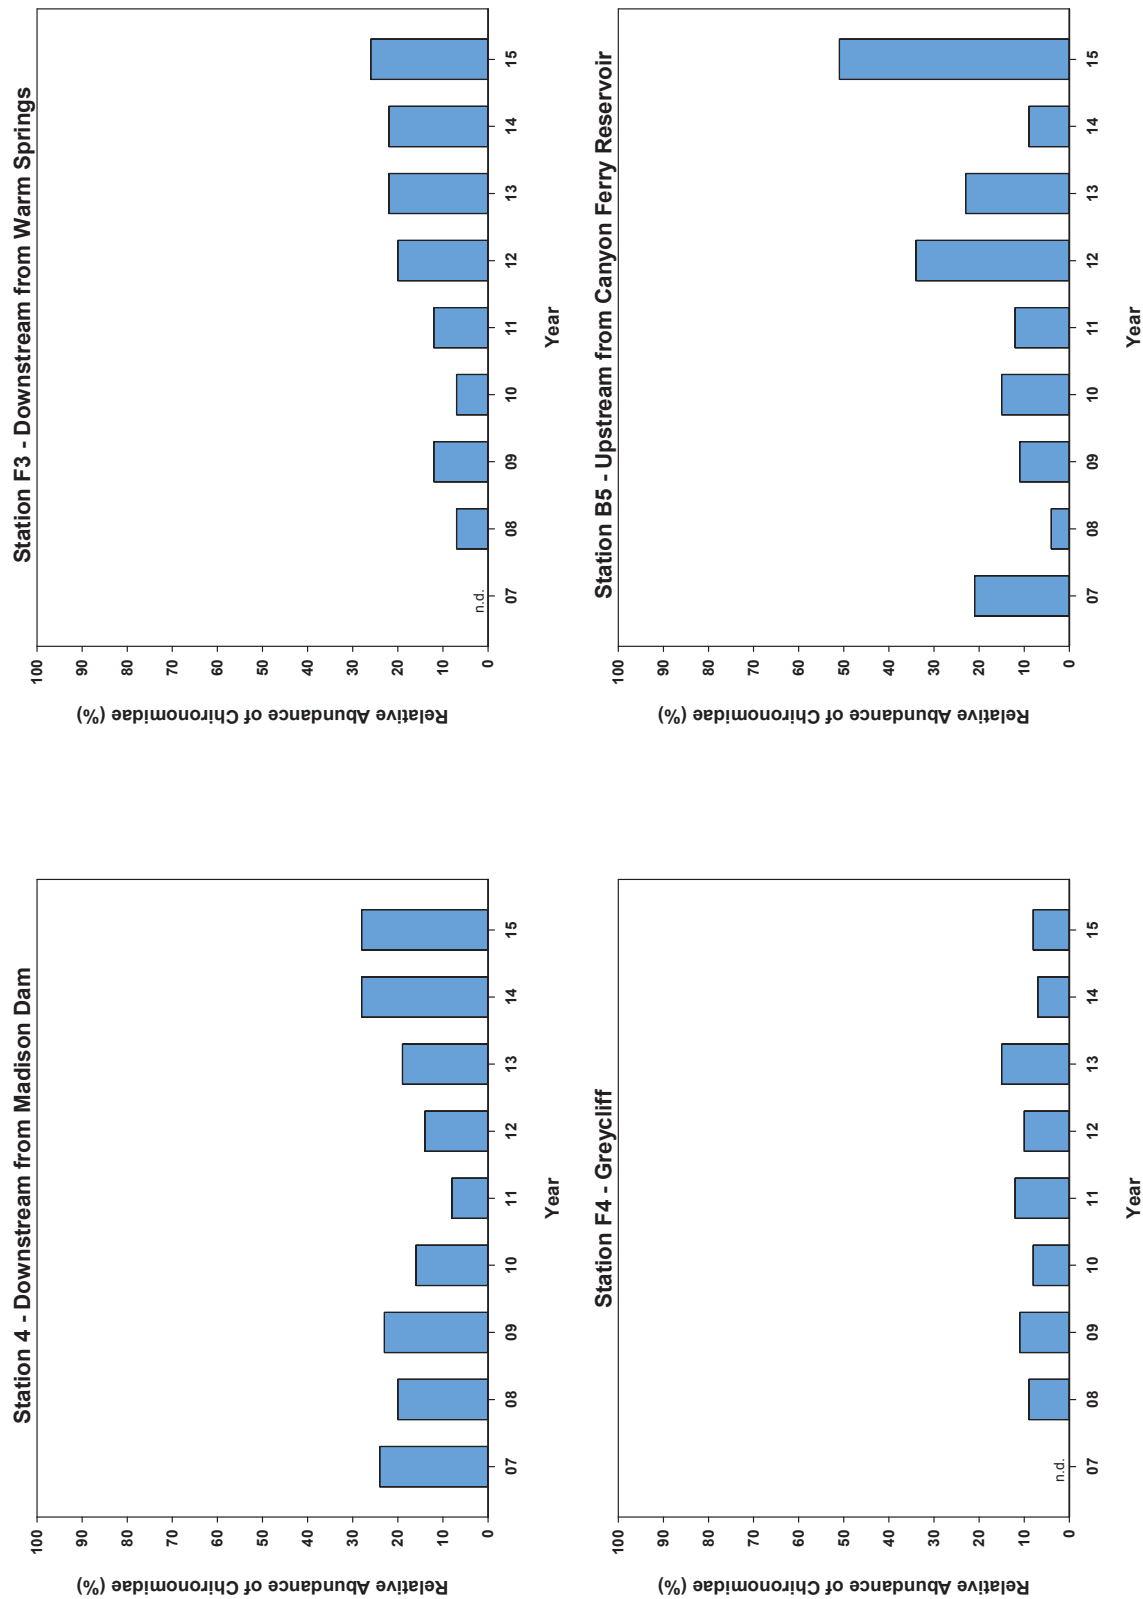 Station 4 - Downstream from Madison Dam
Relative Abundance of Chironomidae (%)
100
90
80
70
60
50
40
30
20
10
0
07 08 09 10 11 12 13 14 15
Year
Station F3 - Downstream from Warm Springs
Relative Abundance of Chironomidae (%)
100
90
80
70
60
50
40
30
20
10
0
n.d.
07 08 09 10 11 12 13 14 15
Year
Station F4 - Greycliff
Relative Abundance of Chironomidae (%)
100
90
80
70
60
50
40
30
20
10
0
n.d.
07 08 09 10 11 12 13 14 15
Year
Station B5 - Upstream from Canyon Ferry Reservoir
Relative Abundance of Chironomidae (%)
100
90
80
70
60
50
40
30
20
10
0
07 08 09 10 11 12 13 14 15
Year